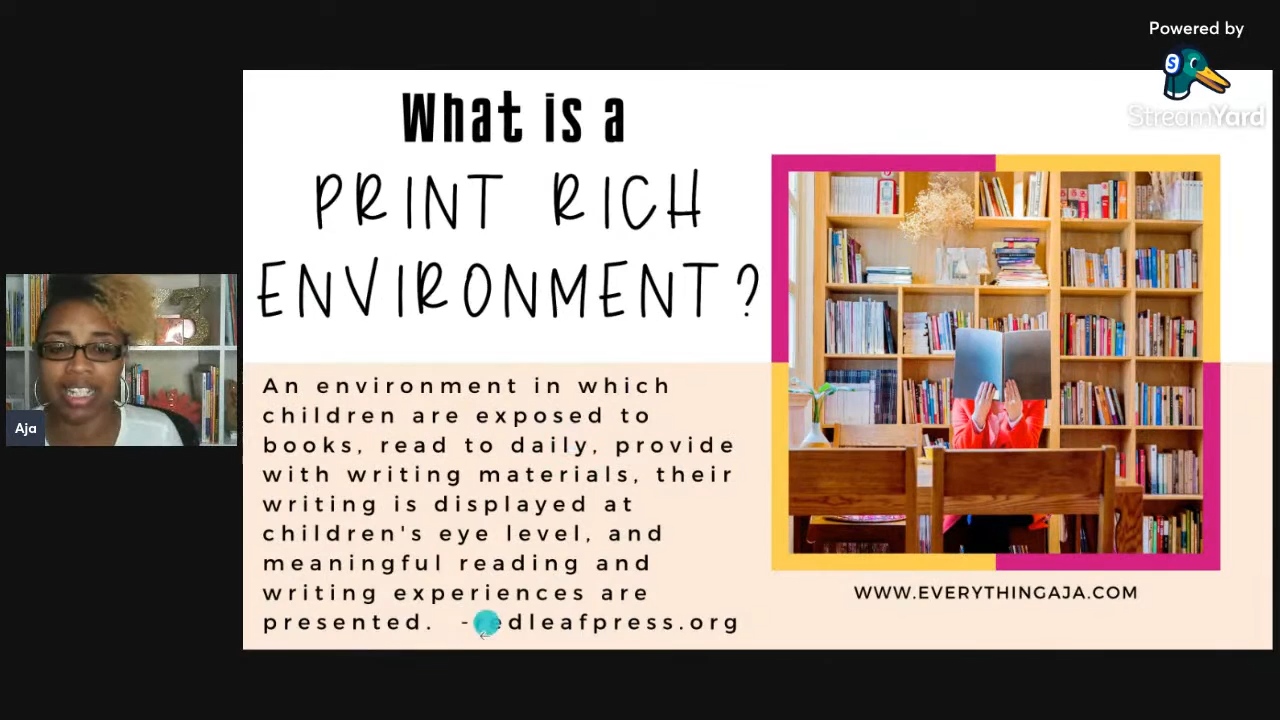 Powered by
StreamYard
What is a
PRINT RICH
ENVIRONMENT?
An environment in which
children are exposed to
books, read to daily, provide
with writing materials, their
writing is displayed at
children's eye level, and
meaningful reading and
writing experiences are
presented. -redleafpress.org
WWW.EVERYTHINGAJA.COM
Aja